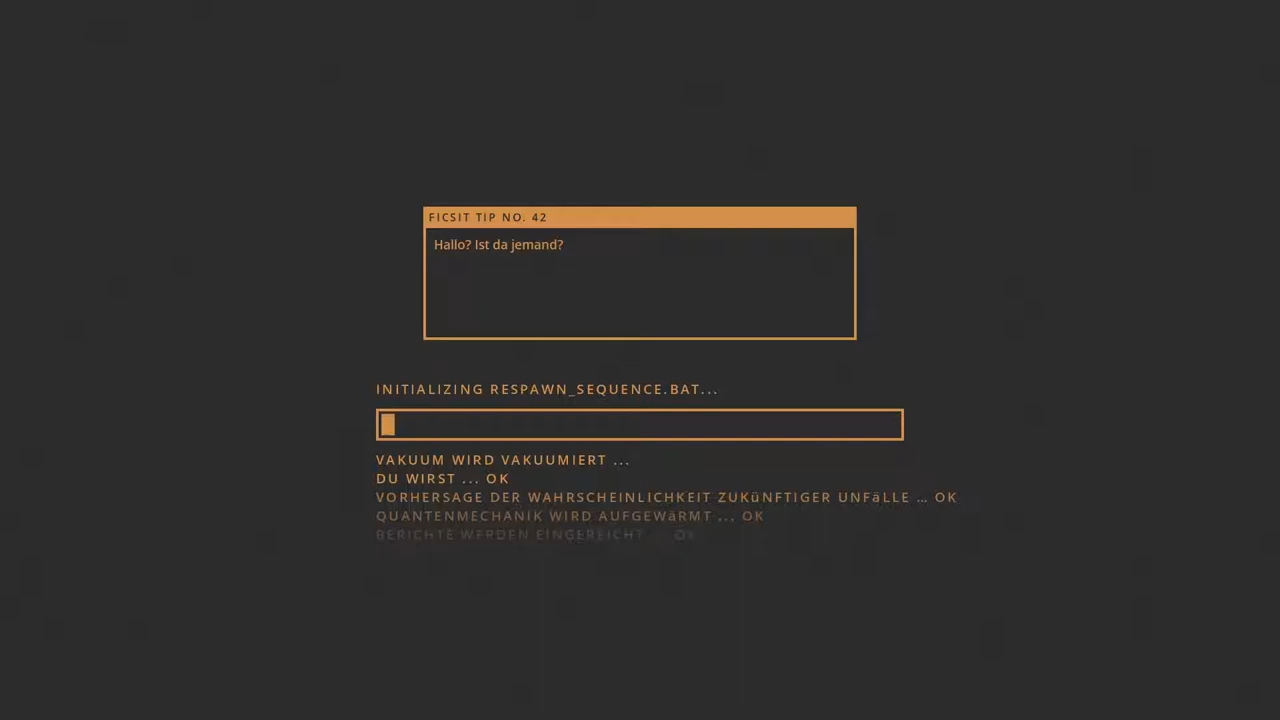 FICSIT TIP NO. 42
Hallo? Ist da jemand?
INITIALIZING RESPAWN_SEQUENCE.BAT...
VAKUUM WIRD VAKUUMIERT ...
DU WIRST ... OK
VORHERSAGE DER WAHRSCHEINLICHKEIT ZUKüNFTIGER UNFäLLE ... OK
QUANTENMECHANIK WIRD AUFGEWäRMT ... OK
BERICHTE WERDEN EINGEREICHT ... OK